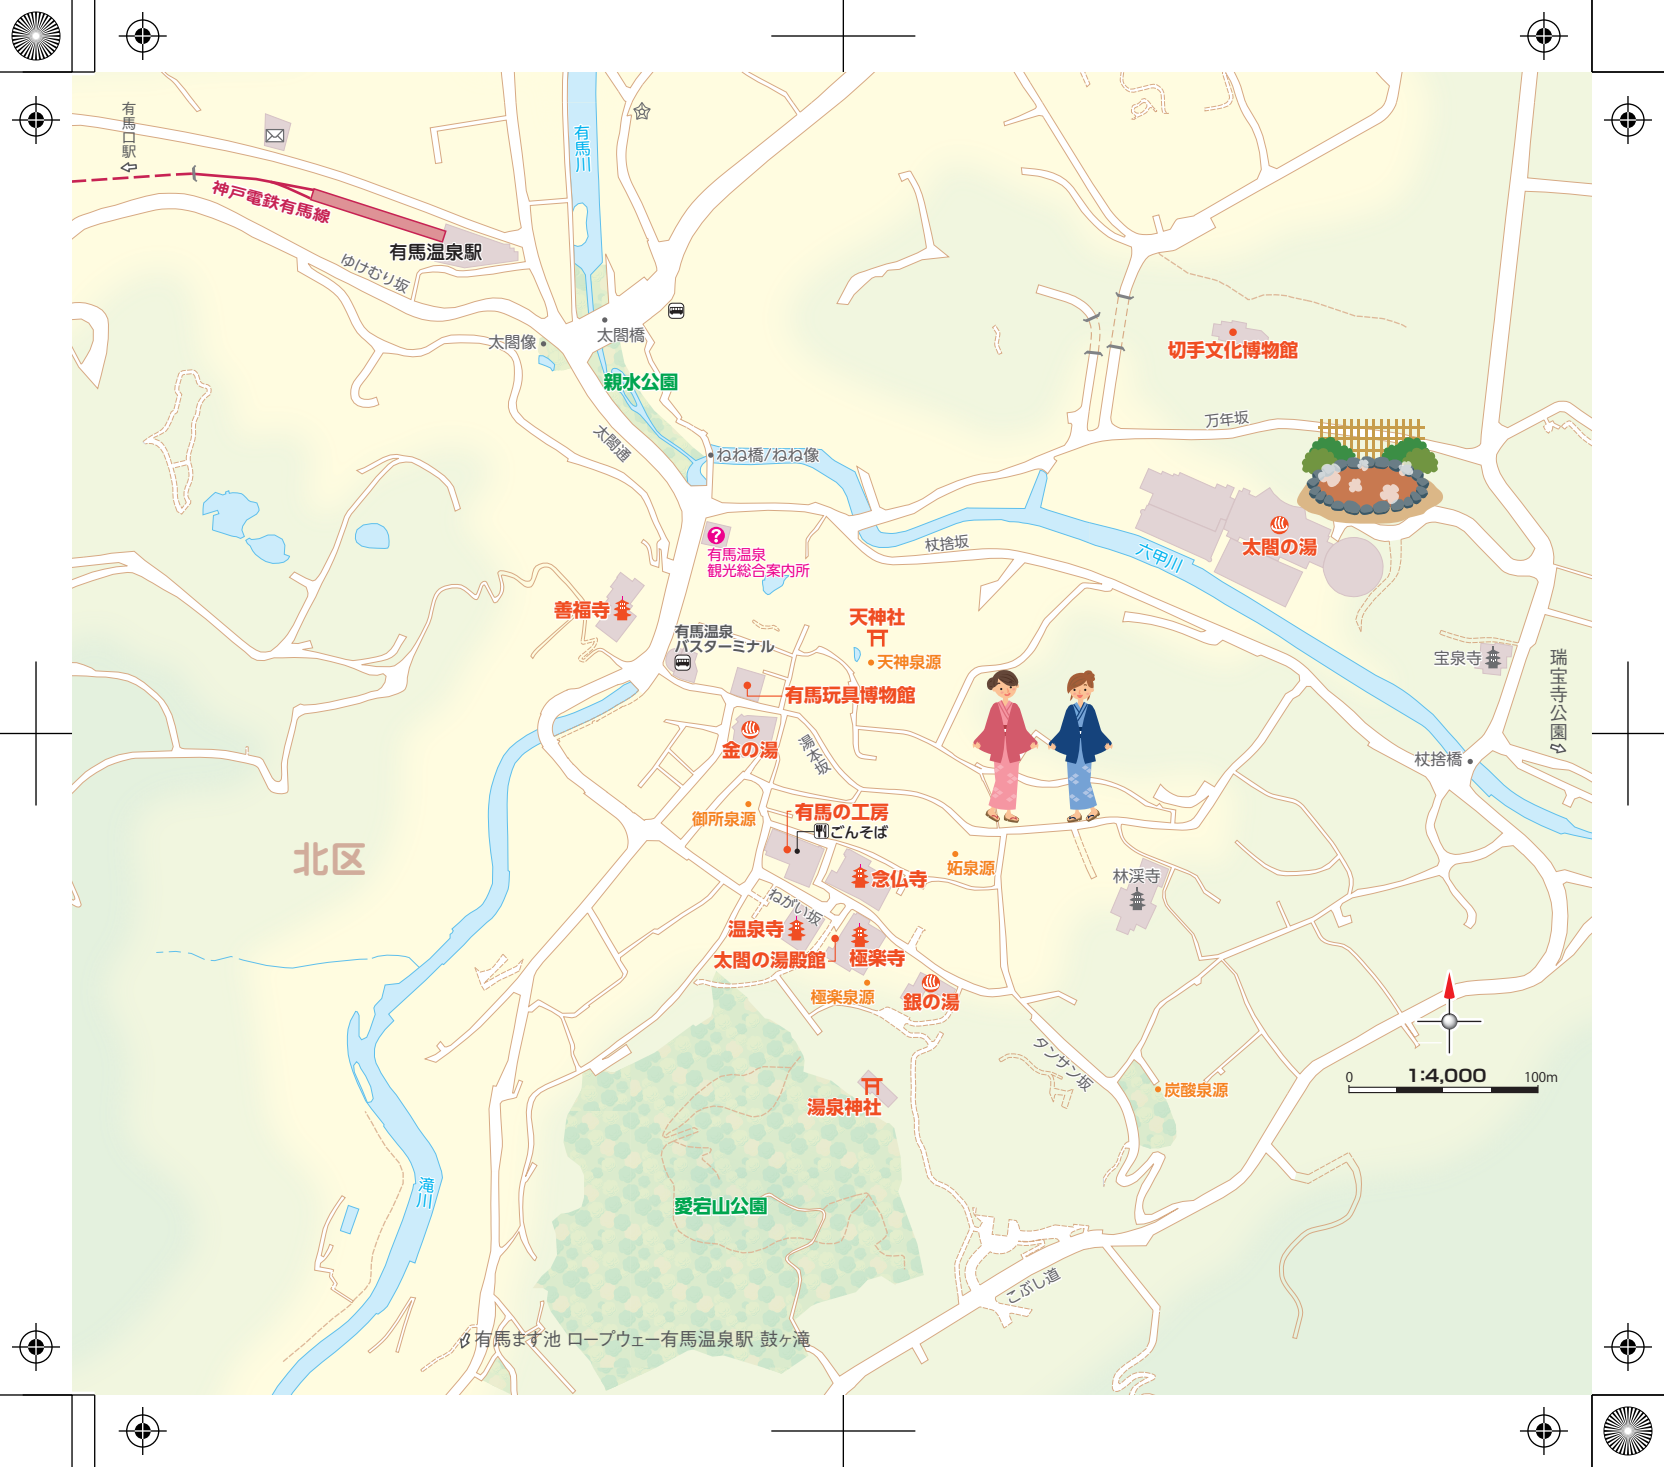 有馬口駅
神戸電鉄有馬線
有馬温泉駅
ゆけむり坂
有馬川
太閤橋
太閤像
親水公園
太閤通
ねね橋/ねね像
切手文化博物館
万年坂
太閤の湯
六甲川
杖捨坂
?
有馬温泉
観光総合案内所
善福寺
有馬温泉
バスターミナル
天神社
天神泉源
有馬玩具博物館
金の湯
湯本坂
宝泉寺
瑞宝寺公園
杖捨橋
御所泉源
有馬の工房
ごんそば
北区
妬泉源
念仏寺
林渓寺
ねがい坂
温泉寺
太閤の湯殿館
極楽寺
極楽泉源
銀の湯
タンサン坂
炭酸泉源
0
1:4,000
100m
湯泉神社
滝川
愛宕山公園
こぶし道
有馬ます池 ロープウェー有馬温泉駅 鼓ヶ滝